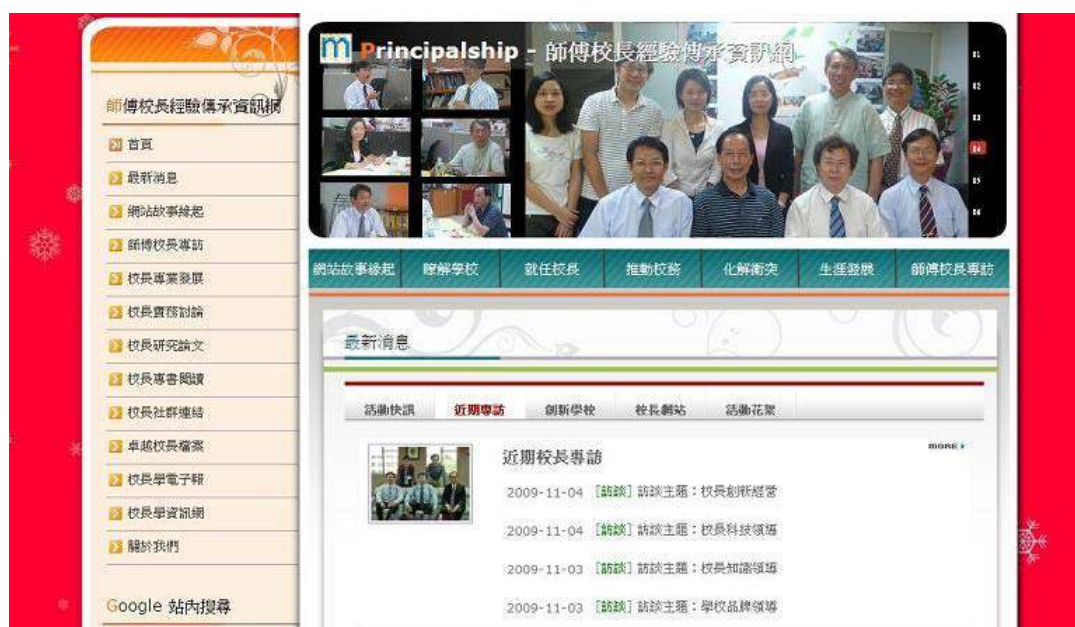 Principalship - 師傅校長經驗傳承資訊網
01
02
03
04
05
06
師傅校長經驗傳承資訊網
首頁
最新消息
網站故事緣起
師傅校長專訪
校長專業發展
校長實務討論
校長研究論文
校長專書閱讀
校長社群連結
卓越校長檔案
校長學電子報
校長學資訊網
關於我們
Google 站內搜尋
網站故事緣起 瞭解學校 就任校長 推動校務 化解衝突 生涯發展 師傅校長專訪
最新消息
活動快訊 近期專訪 創新學校 校長網站 活動花絮
近期校長專訪
MORE
2009-11-04 [訪談] 訪談主題：校長創新經營
2009-11-04 [訪談] 訪談主題：校長科技領導
2009-11-03 [訪談] 訪談主題：校長知識領導
2009-11-03 [訪談] 訪談主題：學校品牌領導